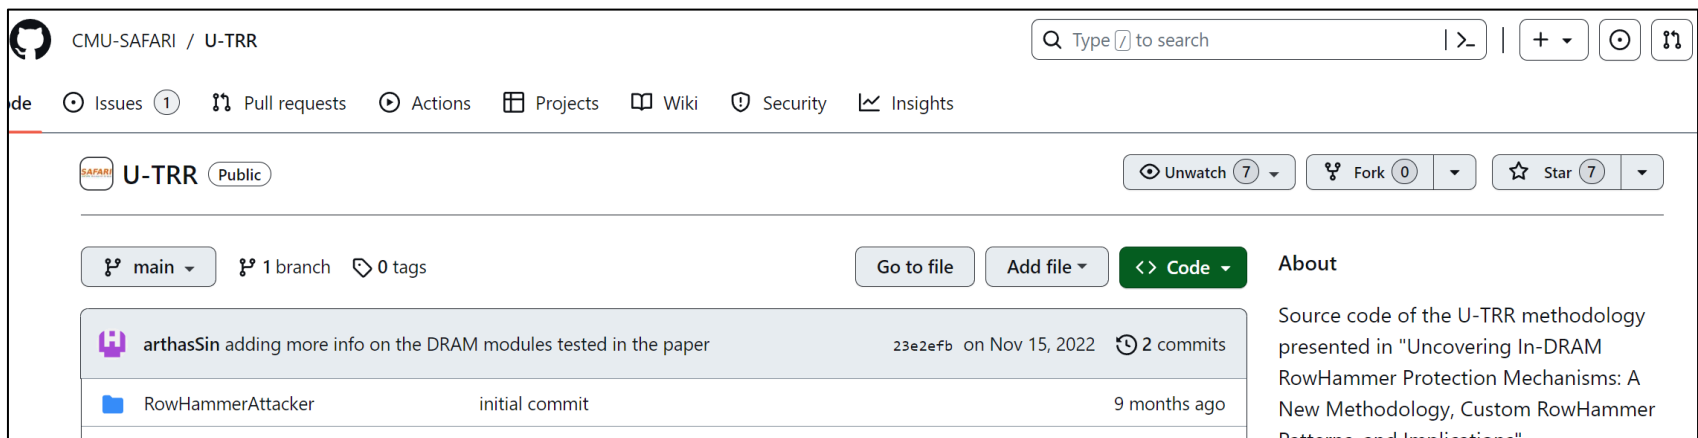 CMU-SAFARI / U-TRR
Type / to search
de
Issues 1
Pull requests
Actions
Projects
Wiki
Security
Insights
SAFARI
U-TRR Public
Unwatch 7
Fork 0
Star 7
main
1 branch
0 tags
Go to file
Add file
<> Code
About
arthasSin adding more info on the DRAM modules tested in the paper
23e2efb on Nov 15, 2022
2 commits
RowHammerAttacker
initial commit
9 months ago
Source code of the U-TRR methodology
presented in "Uncovering In-DRAM
RowHammer Protection Mechanisms: A
New Methodology, Custom RowHammer
Patterns, and Implications"